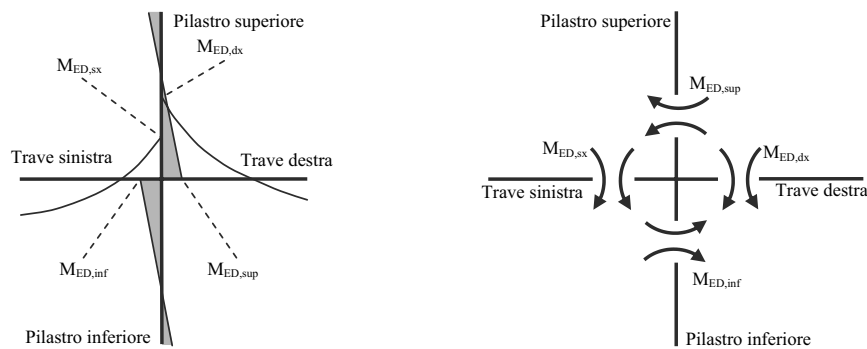 Pilastro superiore
M_ED,dx
M_ED,sx
Trave sinistra
Trave destra
M_ED,inf
M_ED,sup
Pilastro inferiore
Pilastro superiore
M_ED,sup
M_ED,sx
M_ED,dx
Trave sinistra
Trave destra
M_ED,inf
Pilastro inferiore